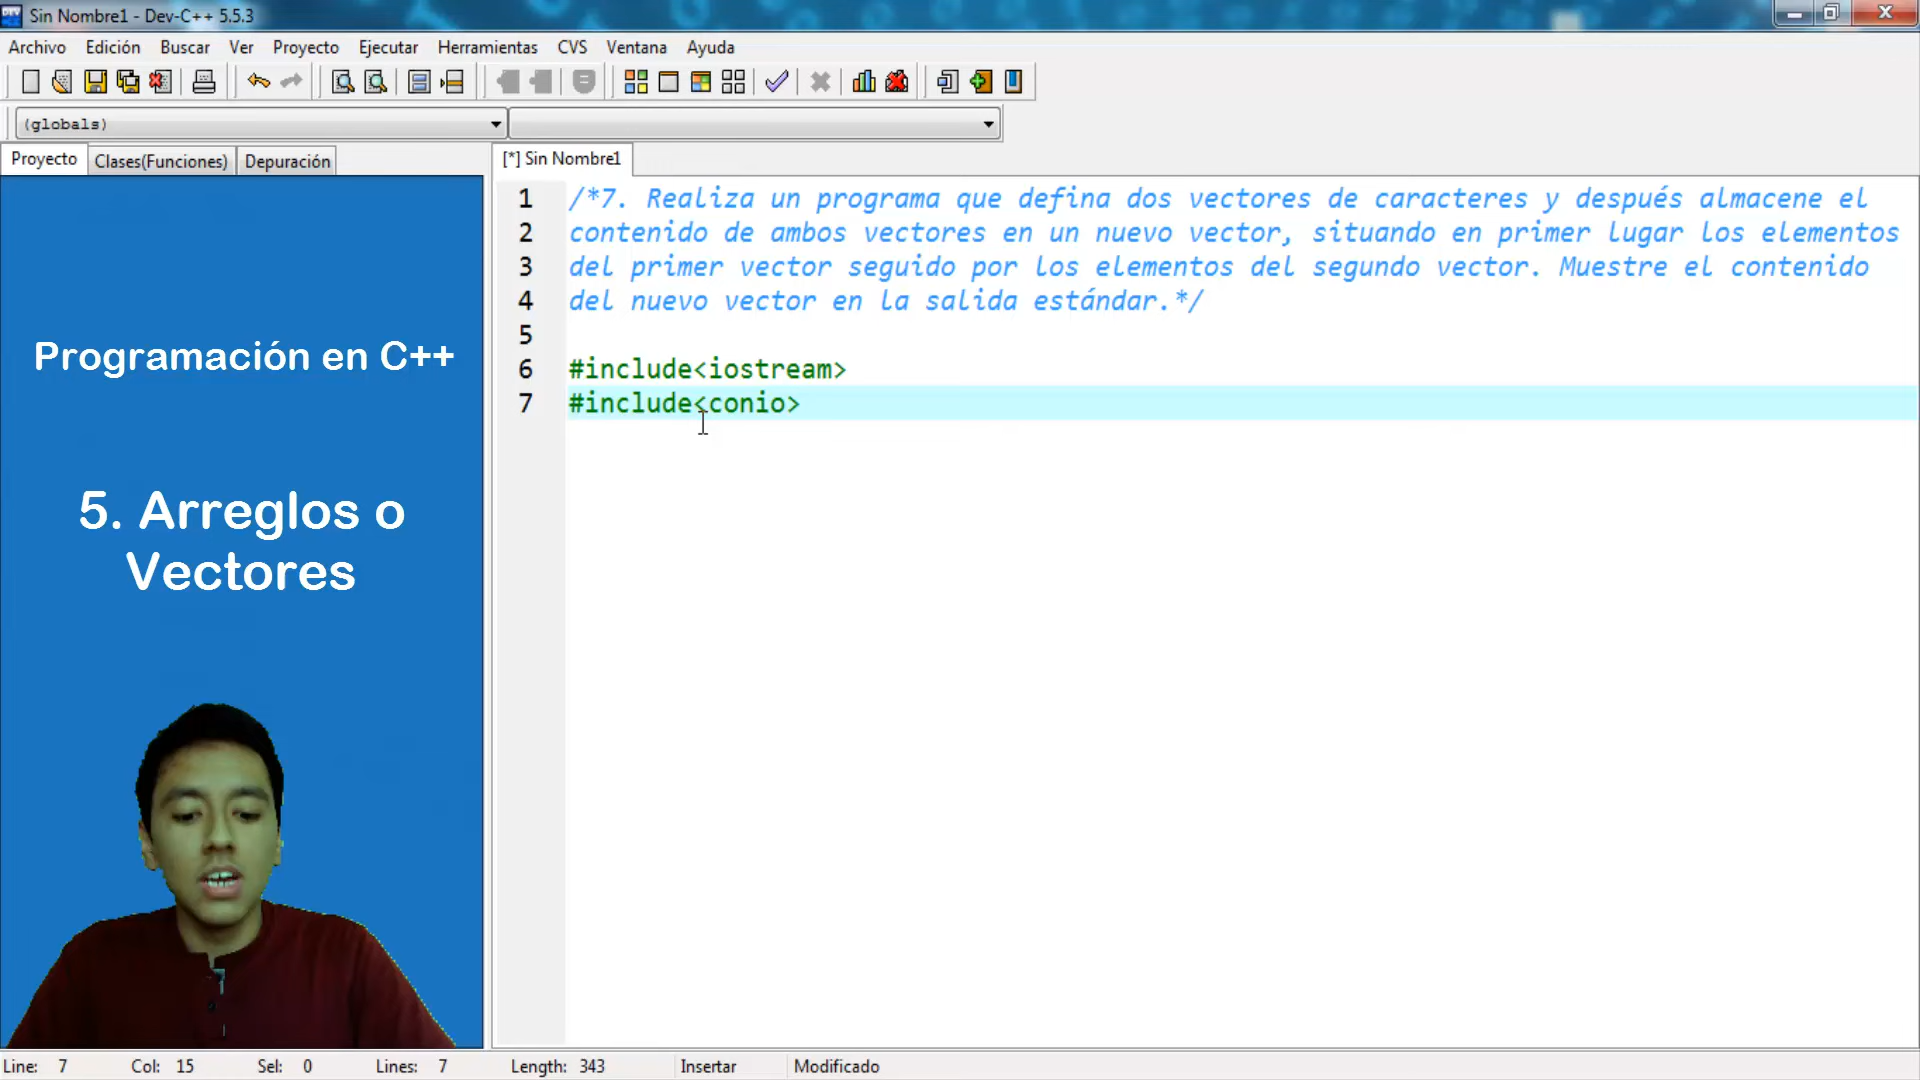 Sin Nombre1 - Dev-C++ 5.5.3
Archivo Edición Buscar Ver Proyecto Ejecutar Herramientas CVS Ventana Ayuda
(globals)
Proyecto Clases(Funciones) Depuración
[*] Sin Nombre1
1 /*7. Realiza un programa que defina dos vectores de caracteres y después almacene el
2 contenido de ambos vectores en un nuevo vector, situando en primer lugar los elementos
3 del primer vector seguido por los elementos del segundo vector. Muestre el contenido
4 del nuevo vector en la salida estándar.*/
5
6 #include<iostream>
7 #include<conio>
Programación en C++
5. Arreglos o
Vectores
Line: 7 Col: 15 Sel: 0 Lines: 7 Length: 343 Insertar Modificado